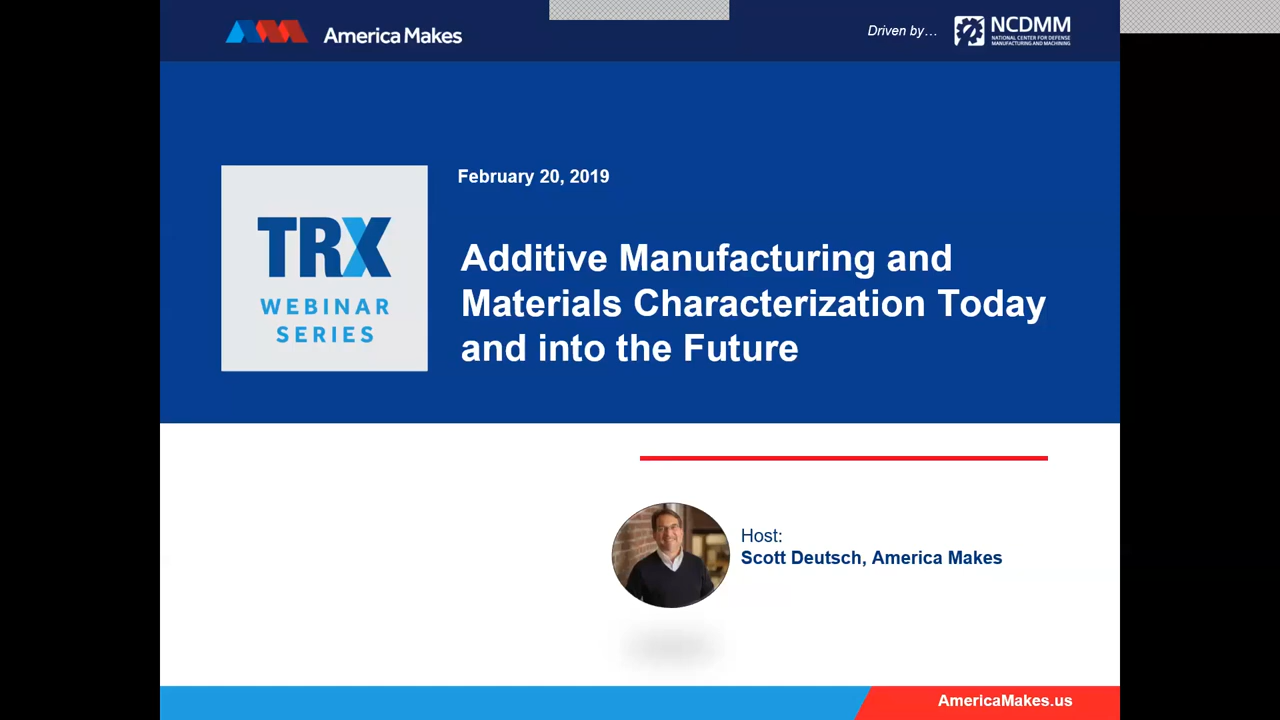 America Makes
Driven by...
NCDMM
NATIONAL CENTER FOR DEFENSE
MANUFACTURING AND MACHINING
February 20, 2019
TRX
WEBINAR
SERIES
Additive Manufacturing and
Materials Characterization Today
and into the Future
Host:
Scott Deutsch, America Makes
AmericaMakes.us